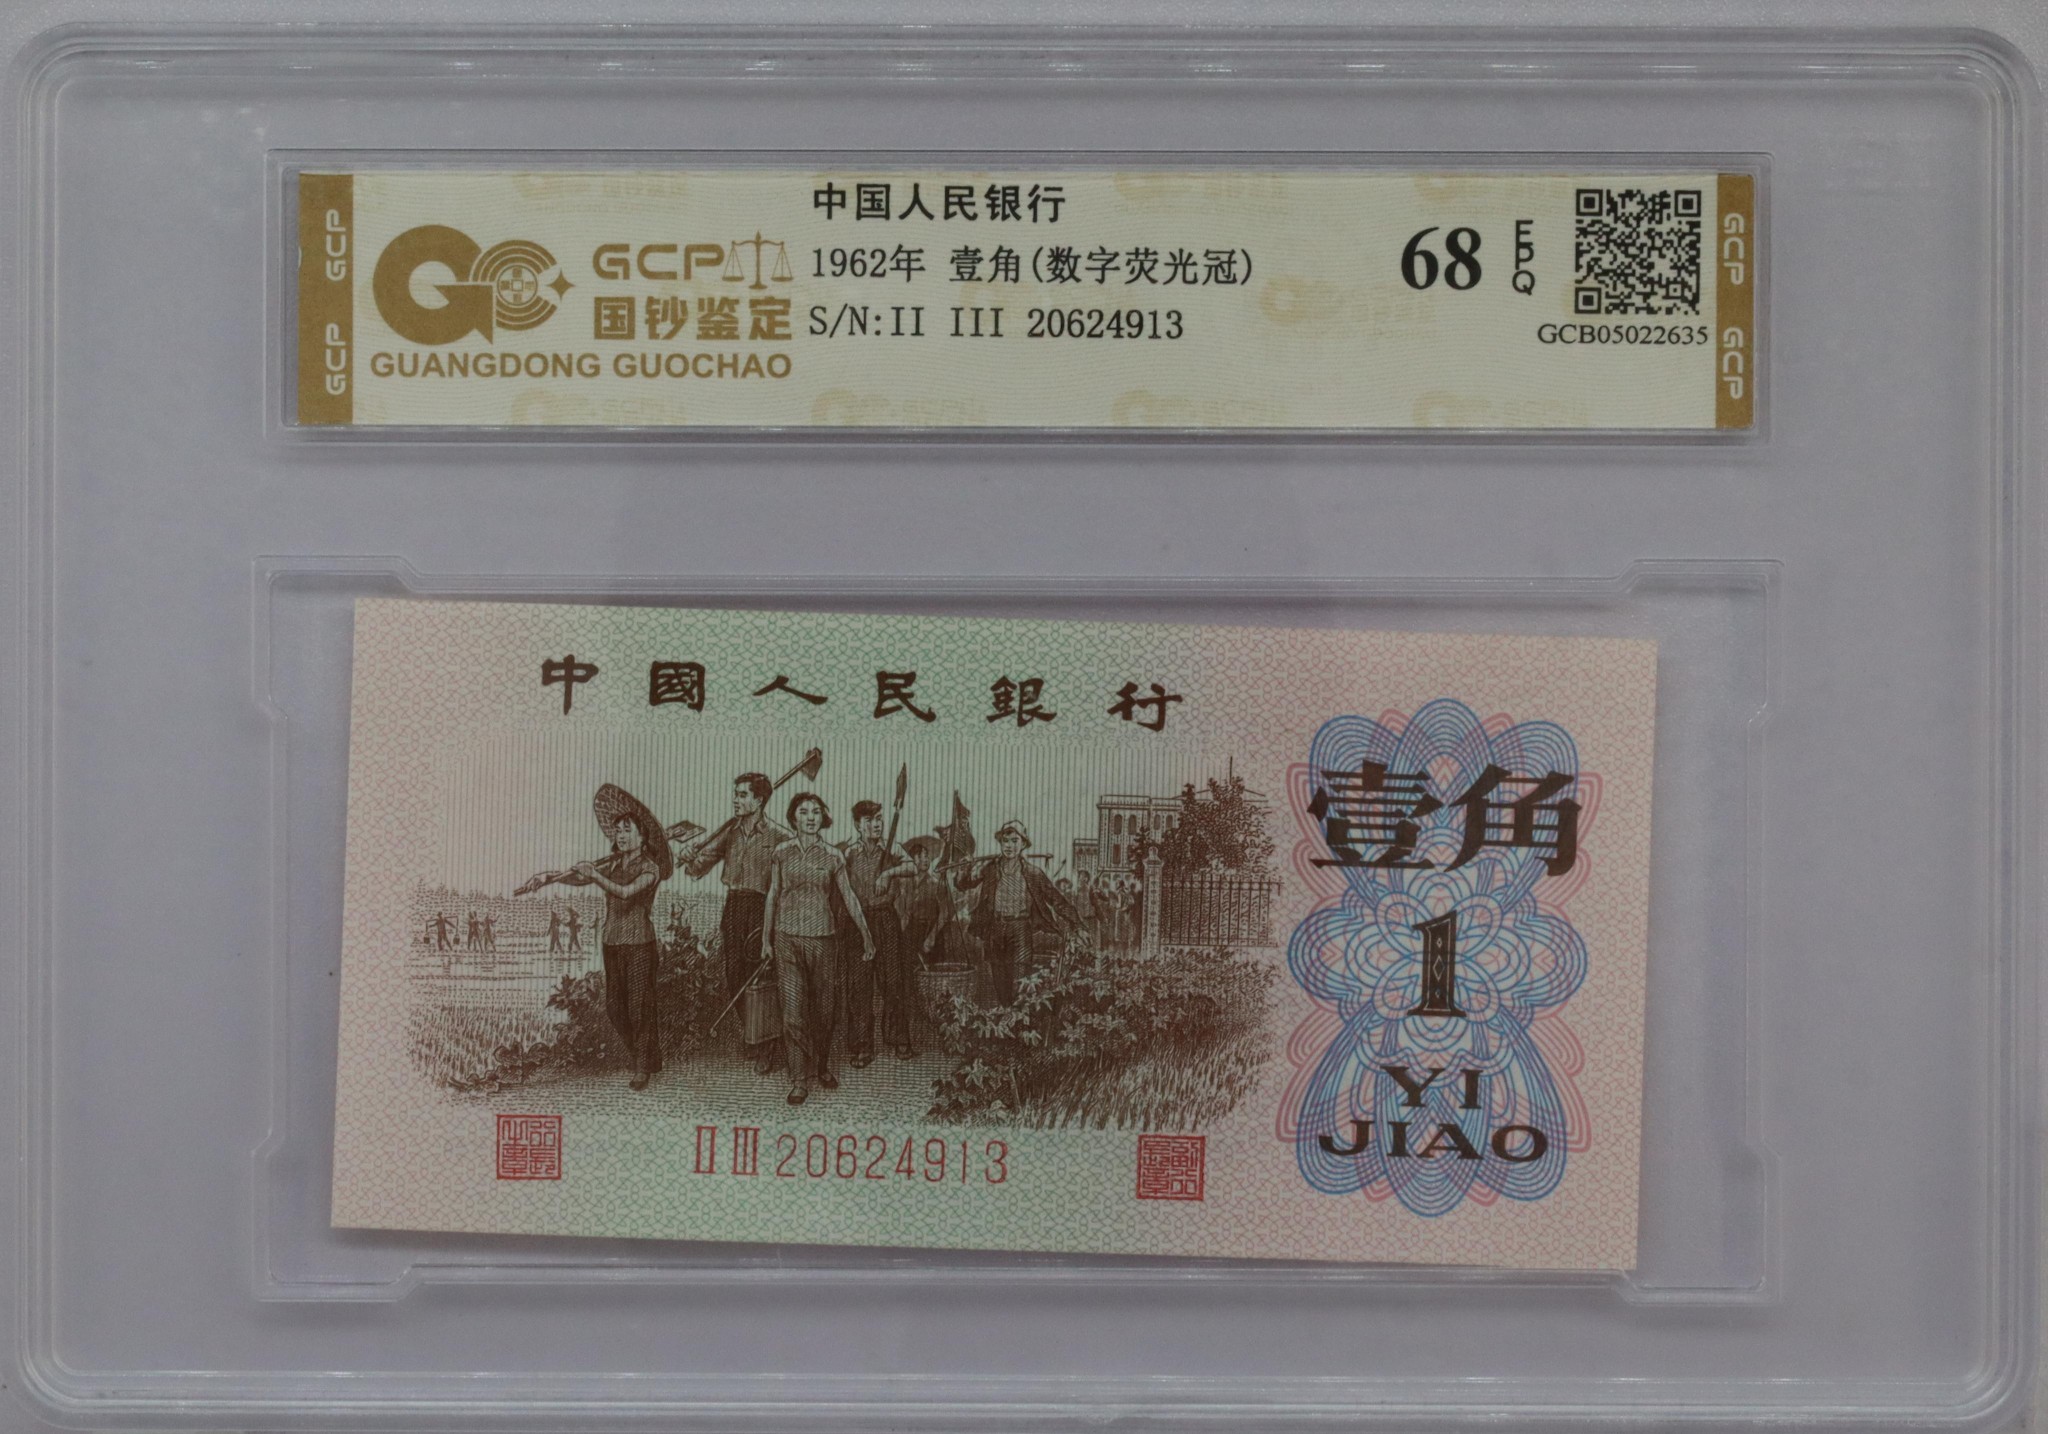 中国人民银行
GCP
国钞鉴定
GUANGDONG GUOCHAO
1962年 壹角(数字荧光冠)
S/N:II III 20624913
68 EPQ
GCB05022635
GCP
GCP
GCP
GCP
中國人民銀行
壹角
1
YI
JIAO
II III 20624913